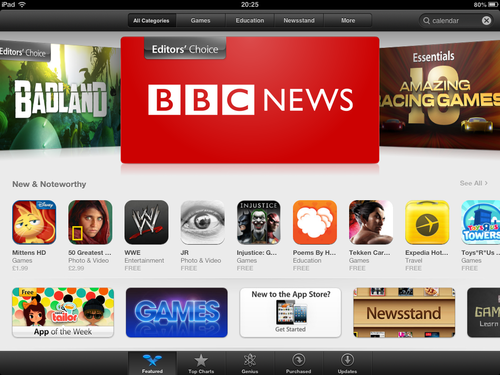 iPad
20:25
80%
All Categories
Games
Education
Newsstand
More
calendar
Editors' Choice
BADLAND
Editors' Choice
BBC NEWS
Essentials
10
AMAZING
RACING GAMES
New & Noteworthy
See All >
Disney
W
INJUSTICE
TOYS R US
TOWERS
Mittens HD
Games
£1.99
50 Greatest ...
Photo & Video
£2.99
WWE
Entertainment
FREE
JR
Photo & Video
FREE
Injustice: G...
Games
FREE
Poems By H...
Education
FREE
Tekken Car...
Games
FREE
Expedia Hot...
Travel
FREE
Toys"R"Us ...
Games
FREE
Free
tailor
App of the Week
GAMES
New to the App Store?
Get Started
Newsstand
GAM
Learn
Featured
Top Charts
Genius
Purchased
Updates